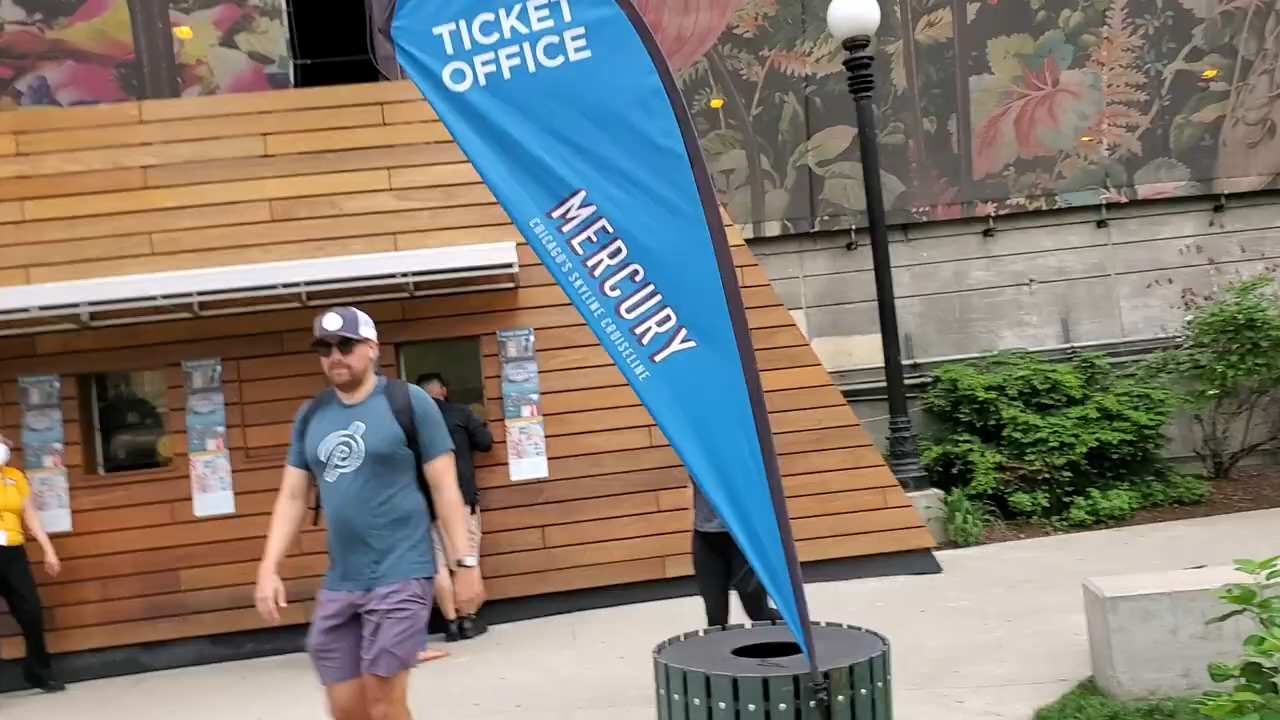 TICKET
OFFICE
MERCURY
CHICAGO'S SKYLINE CRUISELINE